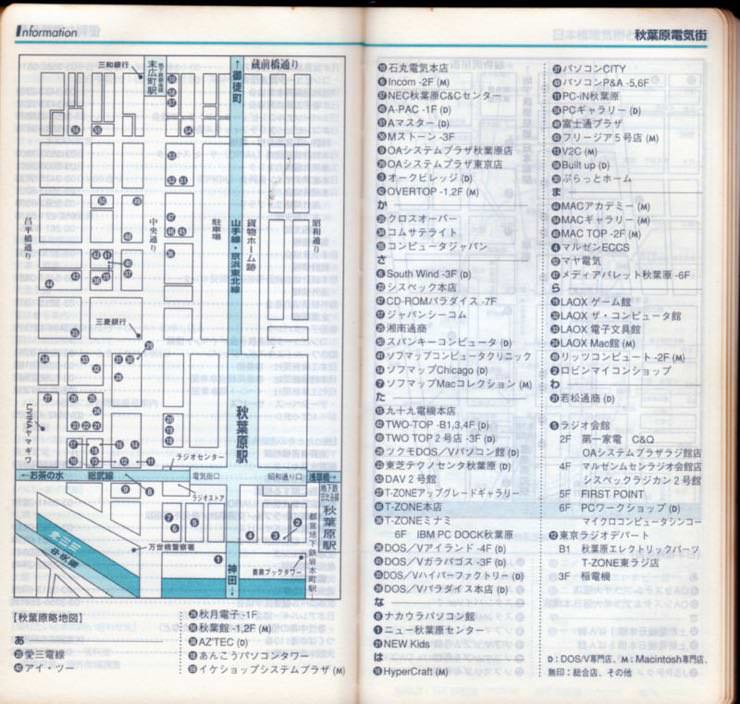 Information
秋葉原電気街
三和銀行
末広町駅
地下鉄銀座線
↑御徒町
蔵前橋通り
昌平橋通り
中央通り
駐車場
山手線・京浜東北線
貨物ホーム跡
昭和通り
三菱銀行
LIVINAヤマギワ
秋葉原駅
ラジオセンター
←お茶の水
総武線
電気街口
昭和通り口
浅草橋→
ラジオストア
地下鉄日比谷線
秋葉原駅
万世橋警察署
書泉ブックタワー
都営地下鉄岩本町駅
神田↓
【秋葉原略地図】
あ
愛三電線
アイ・ツー
秋月電子 -1F
秋葉館 -1,2F (M)
AZ'TEC (D)
あんこうパソコンタワー
イケショップシステムプラザ (M)
石丸電気本店
Incom -2F (M)
NEC秋葉原C&Cセンター
A-PAC -1F (D)
Aマスター (D)
Mストーン -3F
OAシステムプラザ秋葉原店
OAシステムプラザ東京店
オークビレッジ (D)
OVERTOP -1,2F (M)
か
クロスオーバー
コムサテライト
コンピュータジャパン
さ
South Wind -3F (D)
シスペック本店
CD-ROMパラダイス -7F
ジャパンシーコム
湘南通商
スパンキーコンピュータ (D)
ソフマップコンピュータクリニック
ソフマップChicago (D)
ソフマップMacコレクション (M)
た
九十九電機本店
TWO-TOP -B1,3,4F (D)
TWO TOP 2号店 -3F (D)
ツクモDOS/Vパソコン館 (D)
東芝テクノセンタ秋葉原 (D)
DAV 2号館
T-ZONEアップグレードギャラリー
T-ZONE本店
T-ZONEミナミ
6F IBM PC DOCK秋葉原
DOS/Vアイランド -4F (D)
DOS/Vガラパゴス -3F (D)
DOS/Vハイパーファクトリー (D)
DOS/Vパラダイス本店 (D)
な
ナカウラパソコン館
ニュー秋葉原センター
NEW Kids
は
HyperCraft (M)
パソコンCITY
パソコンP&A -5,6F
PC-iN秋葉原
PCギャラリー (D)
富士通プラザ
フリージア5号店 (M)
V2C (M)
Built up (D)
ぷらっとホーム
ま
MACアカデミー (M)
MACギャラリー (M)
MAC TOP -2F (M)
マルゼンECCS
マヤ電気
メディアバレット秋葉原 -6F
ら
LAOX ゲーム館
LAOX ザ・コンピュータ館
LAOX 電子文具館
LAOX Mac館 (M)
リッツコンピュート -2F (M)
ロビンマイコンショップ
わ
若松通商 (D)
ラジオ会館
2F 第一家電 C&Q
OAシステムプラザラジ館店
4F マルゼンムセンラジオ会館店
シスペックラジカン2号館
5F FIRST POINT
6F PCワークショップ (D)
マイクロコンピュータシンコー
東京ラジオデパート
B1 秋葉原エレクトリックパーツ
T-ZONE東ラジ店
3F 稲電機
D：DOS/V専門店、M：Macintosh専門店、
無印：総合店、その他